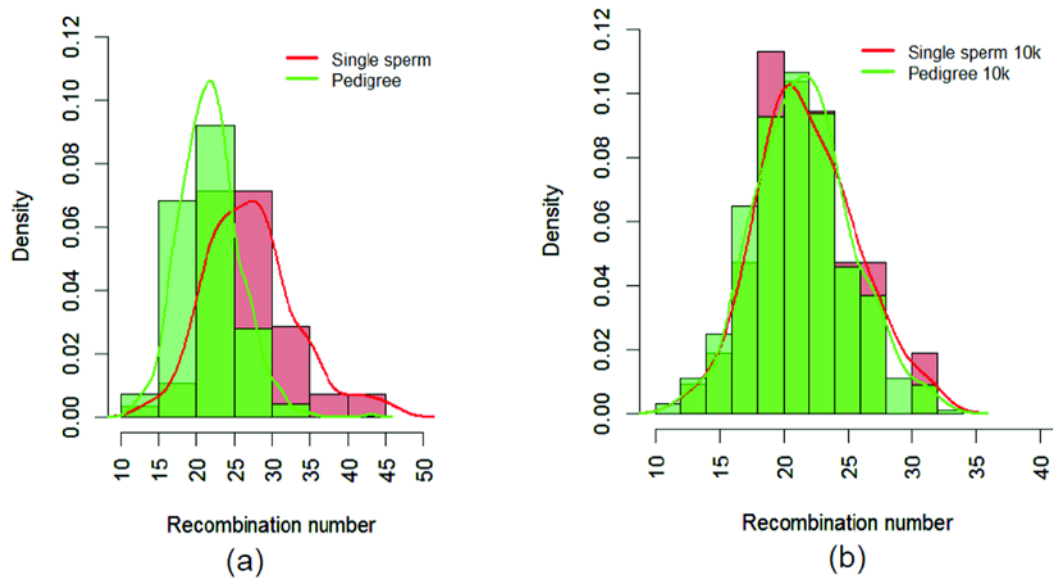 0.12
0.10
0.08
0.06
0.04
0.02
0.00
Density
Single sperm
Pedigree
10 15 20 25 30 35 40 45 50
Recombination number
(a)
0.12
0.10
0.08
0.06
0.04
0.02
0.00
Density
Single sperm 10k
Pedigree 10k
10 15 20 25 30 35 40
Recombination number
(b)